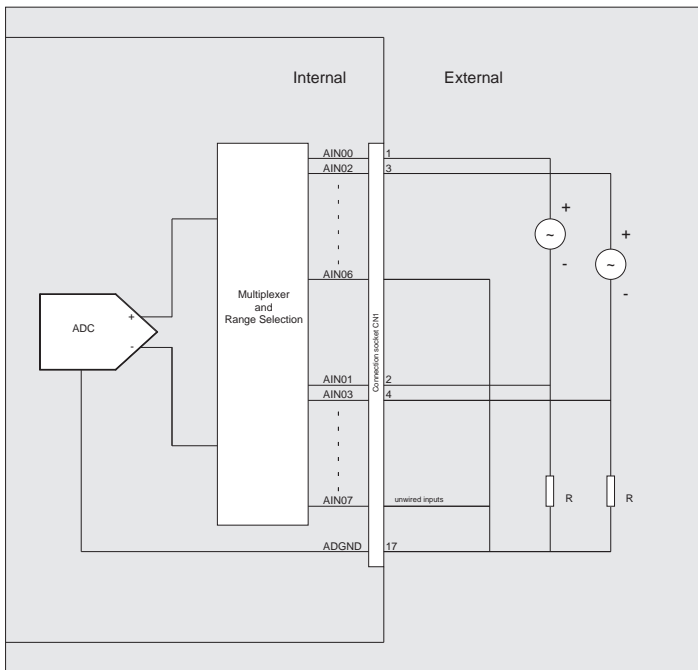 Internal
External
AIN00
1
AIN02
3
+
~
-
+
~
-
AIN06
Multiplexer
and
Range Selection
ADC
+
-
Connection socket CN1
AIN01
2
AIN03
4
AIN07
unwired inputs
R
R
ADGND
17